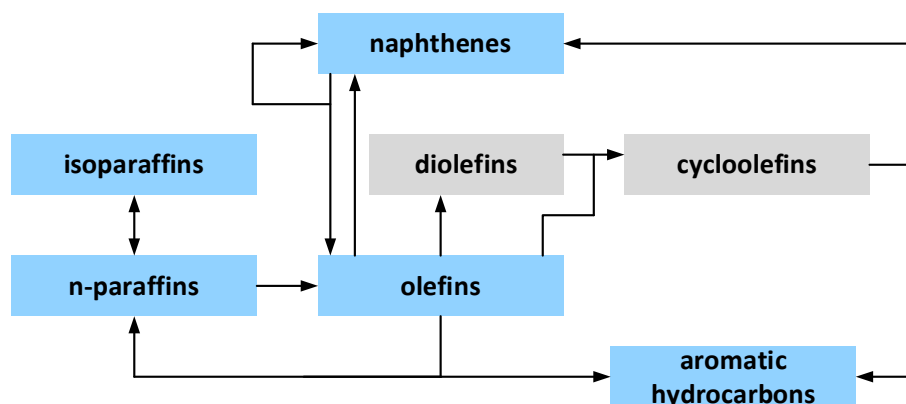 naphthenes
isoparaffins
diolefins
cycloolefins
n-paraffins
olefins
aromatic
hydrocarbons